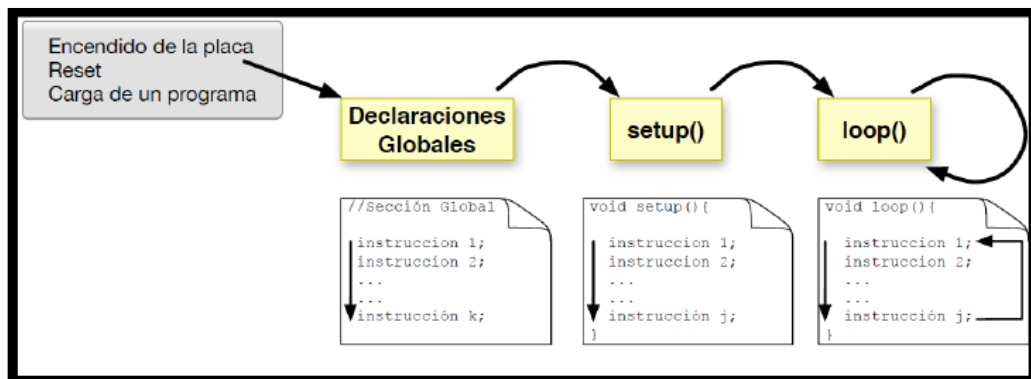 Encendido de la placa
Reset
Carga de un programa
Declaraciones
Globales
setup()
loop()
//Sección Global
instruccion 1;
instruccion 2;
...
...
instrucción k;
void setup(){
instruccion 1;
instruccion 2;
...
...
instrucción j;
}
void loop(){
instruccion 1;
instruccion 2;
...
...
instrucción j;
}